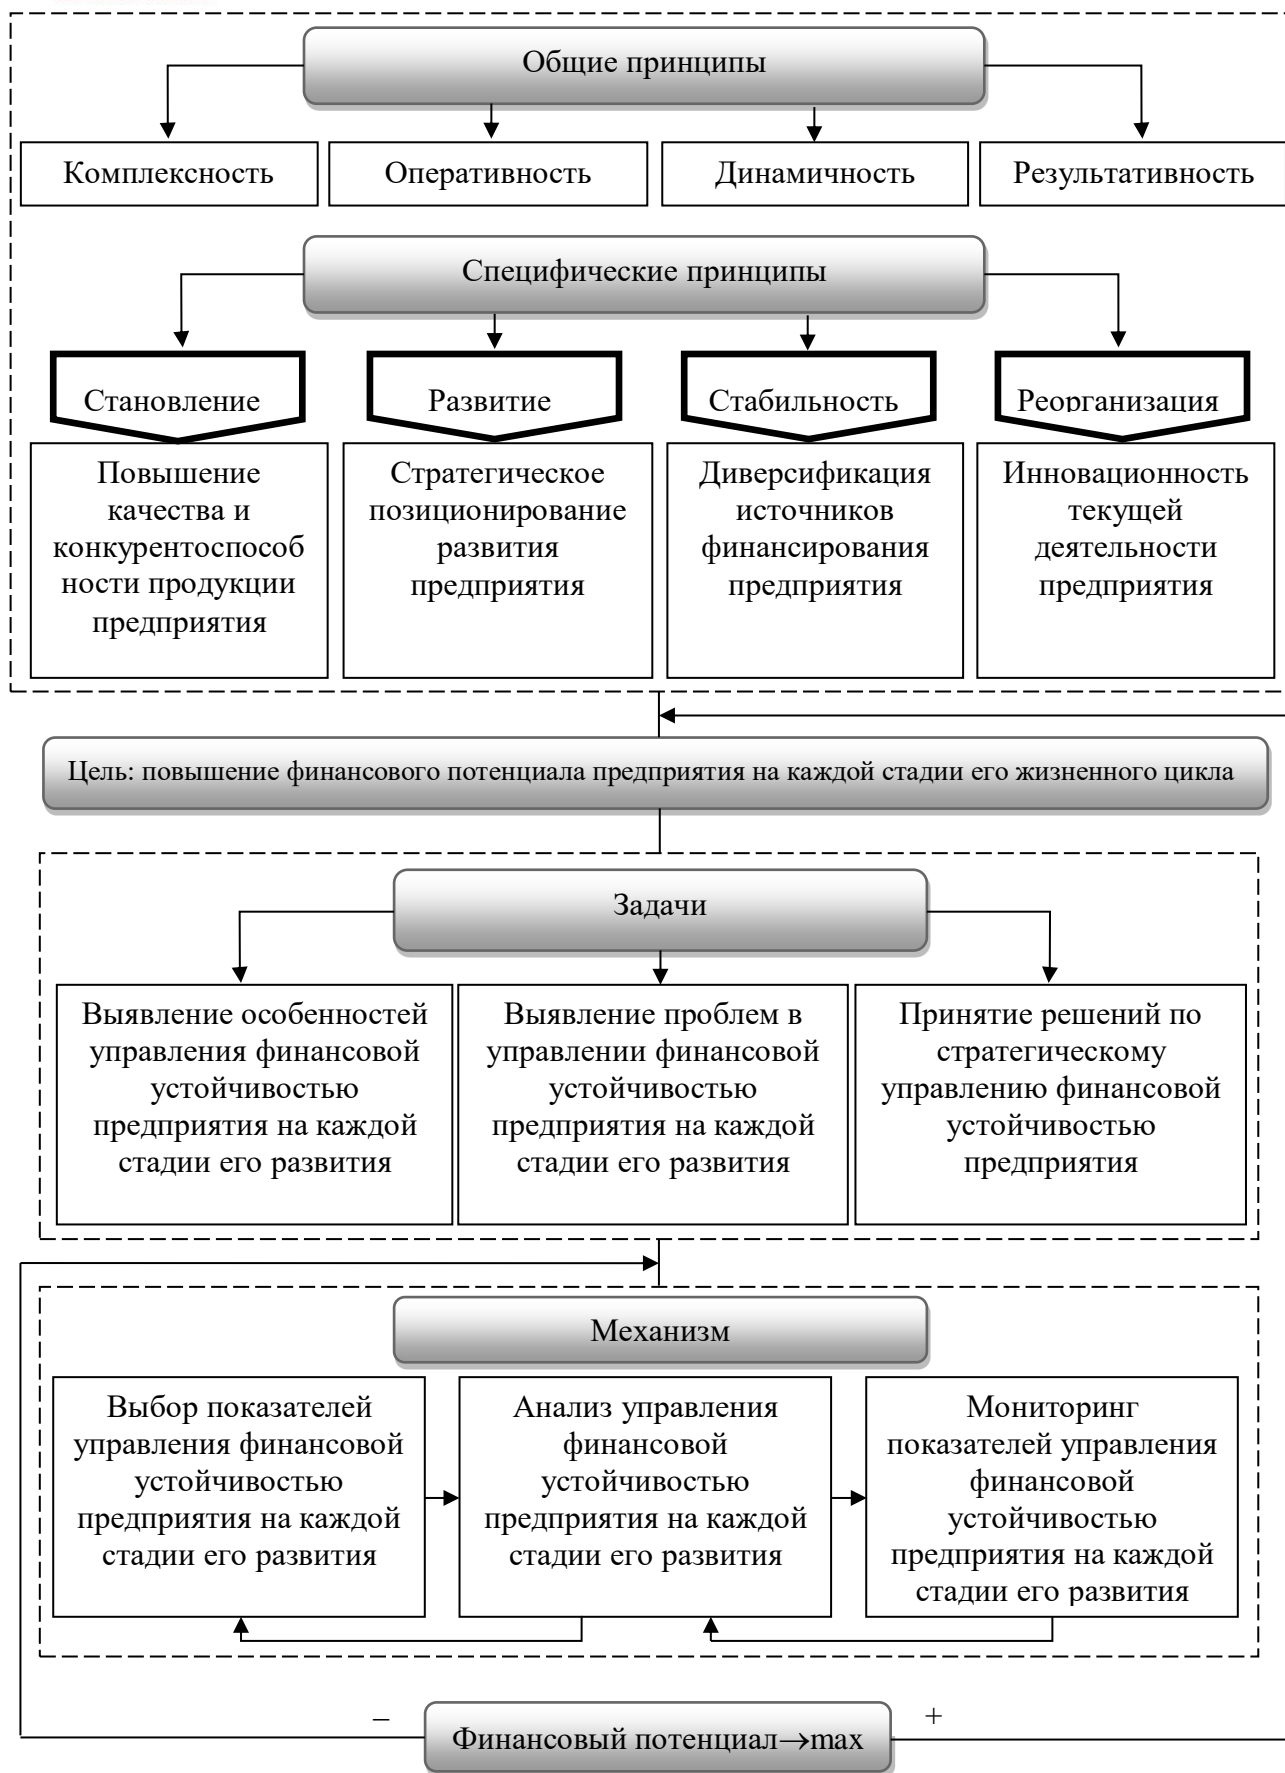 Общие принципы
Комплексность
Оперативность
Динамичность
Результативность
Специфические принципы
Становление
Развитие
Стабильность
Реорганизация
Повышение
качества и
конкурентоспособ
ности продукции
предприятия
Стратегическое
позиционирование
развития
предприятия
Диверсификация
источников
финансирования
предприятия
Инновационность
текущей
деятельности
предприятия
Цель: повышение финансового потенциала предприятия на каждой стадии его жизненного цикла
Задачи
Выявление особенностей
управления финансовой
устойчивостью
предприятия на каждой
стадии его развития
Выявление проблем в
управлении финансовой
устойчивостью
предприятия на каждой
стадии его развития
Принятие решений по
стратегическому
управлению финансовой
устойчивостью
предприятия
Механизм
Выбор показателей
управления финансовой
устойчивостью
предприятия на каждой
стадии его развития
Анализ управления
финансовой
устойчивостью
предприятия на каждой
стадии его развития
Мониторинг
показателей управления
финансовой
устойчивостью
предприятия на каждой
стадии его развития
–
+
Финансовый потенциал→max